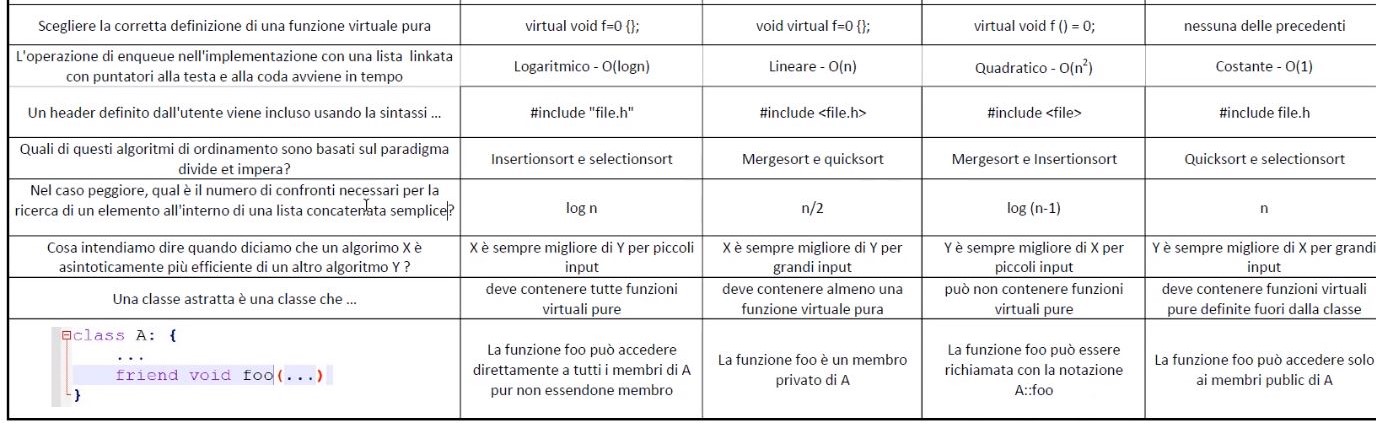 Scegliere la corretta definizione di una funzione virtuale pura
virtual void f=0 {};
void virtual f=0 {};
virtual void f () = 0;
nessuna delle precedenti
L'operazione di enqueue nell'implementazione con una lista linkata
con puntatori alla testa e alla coda avviene in tempo
Logaritmico - O(logn)
Lineare - O(n)
Quadratico - O(n²)
Costante - O(1)
Un header definito dall'utente viene incluso usando la sintassi ...
#include "file.h"
#include <file.h>
#include <file>
#include file.h
Quali di questi algoritmi di ordinamento sono basati sul paradigma
divide et impera?
Insertionsort e selectionsort
Mergesort e quicksort
Mergesort e Insertionsort
Quicksort e selectionsort
Nel caso peggiore, qual è il numero di confronti necessari per la
ricerca di un elemento all'interno di una lista concatenata semplice?
log n
n/2
log (n-1)
n
Cosa intendiamo dire quando diciamo che un algorimo X è
asintoticamente più efficiente di un altro algoritmo Y ?
X è sempre migliore di Y per piccoli
input
X è sempre migliore di Y per
grandi input
Y è sempre migliore di X per
piccoli input
Y è sempre migliore di X per grandi
input
Una classe astratta è una classe che ...
deve contenere tutte funzioni
virtuali pure
deve contenere almeno una
funzione virtuale pura
può non contenere funzioni
virtuali pure
deve contenere funzioni virtuali
pure definite fuori dalla classe
class A: {
...
friend void foo(...)
}
La funzione foo può accedere
direttamente a tutti i membri di A
pur non essendone membro
La funzione foo è un membro
privato di A
La funzione foo può essere
richiamata con la notazione
A::foo
La funzione foo può accedere solo
ai membri public di A